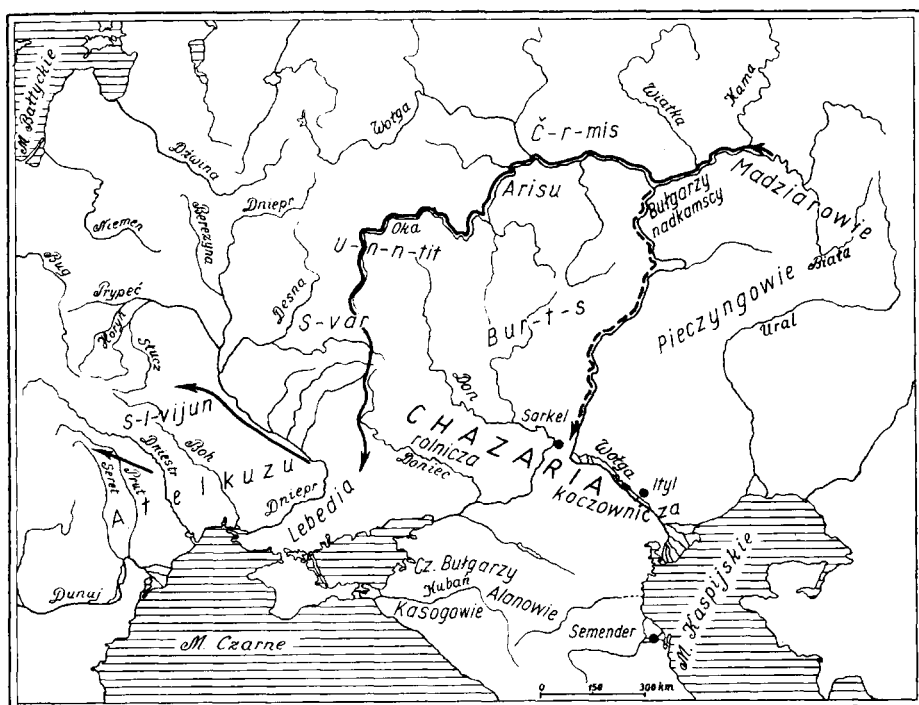 M. Bałtyckie
Dźwina
Wołga
Wiatka
Kama
Č-r-mis
Arisu
Madziarowie
Bułgarzy
nadkamscy
Niemen
Berezyna
Dniepr
Oka
U-n-n-tit
Biała
Bug
Prypeć
Desna
Pieczyngowie
Horyń
Słucz
S-var
Bur-t-s
Ural
Don
S-l-vijun
Sarkel
CHAZARIA
rolnicza
koczownicza
Wołga
Ityl
Boh
Dniestr
Doniec
Seret
Prut
Atelkuzu
Dniepr
Lebedia
Cz. Bułgarzy
Kubań
Alanowie
Kasogowie
Dunaj
M. Czarne
Semender
M. Kaspijskie
0 150 300 km